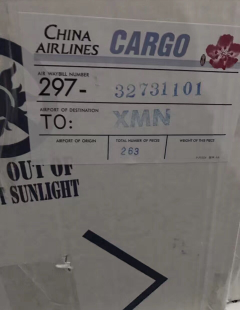 CHINA AIRLINES CARGO
AIR WAYBILL NUMBER
297- 32731101
AIRPORT OF DESTINATION
TO: XMN
AIRPORT OF ORIGIN
TOTAL NUMBER OF PIECES
263
WEIGHT OF THIS PIECE
OUT OF
SUNLIGHT